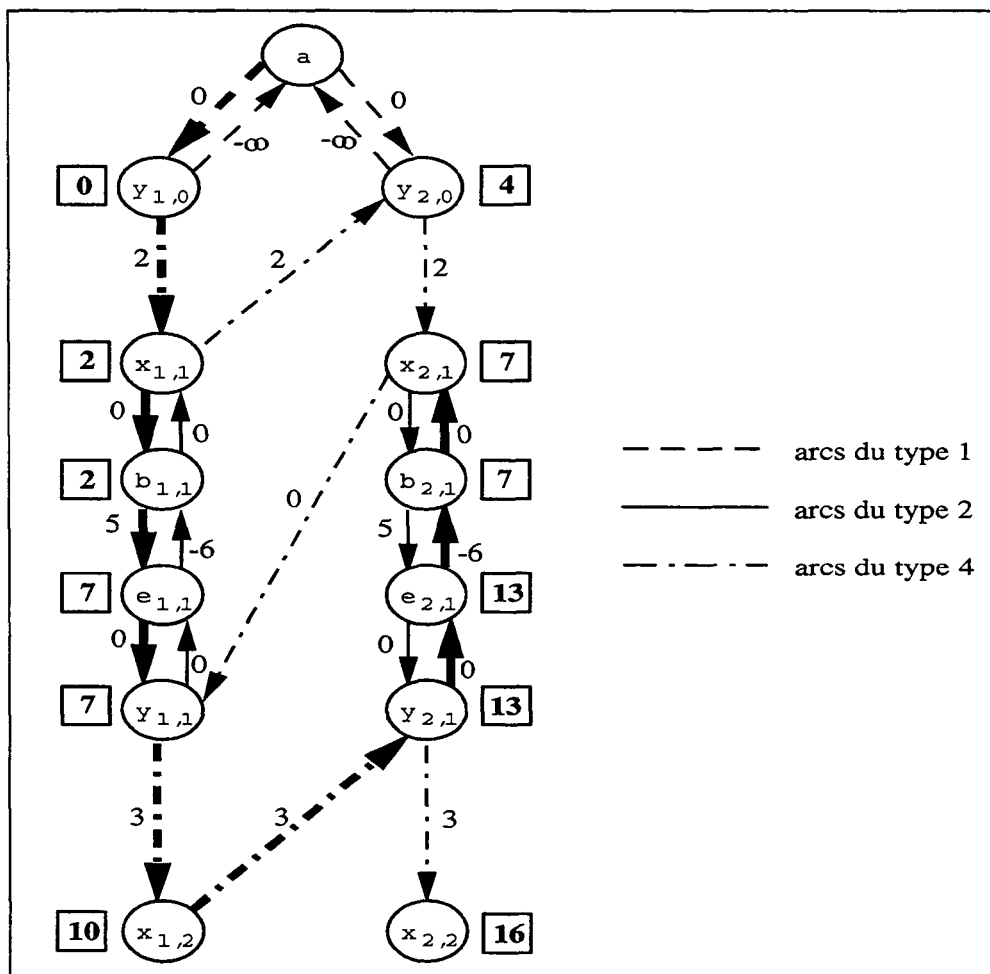 a
0 0
-∞ -∞
0 y1,0 y2,0 4
2 2 2
2 x1,1 x2,1 7
0 0 0 0
2 b1,1 b2,1 7
0
5 -6 5 -6
7 e1,1 e2,1 13
0 0 0 0
7 y1,1 y2,1 13
3 3 3
10 x1,2 x2,2 16
arcs du type 1
arcs du type 2
arcs du type 4